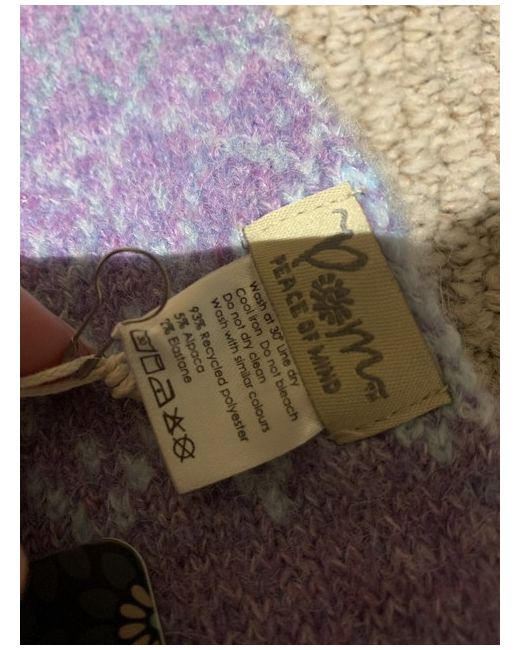 Pom
PEACE OF MIND
Wash at 30° Line dry
Cool iron Do not bleach
Do not dry clean
Wash with similar colours
93% Recycled polyester
5% Alpaca
2% Elastane